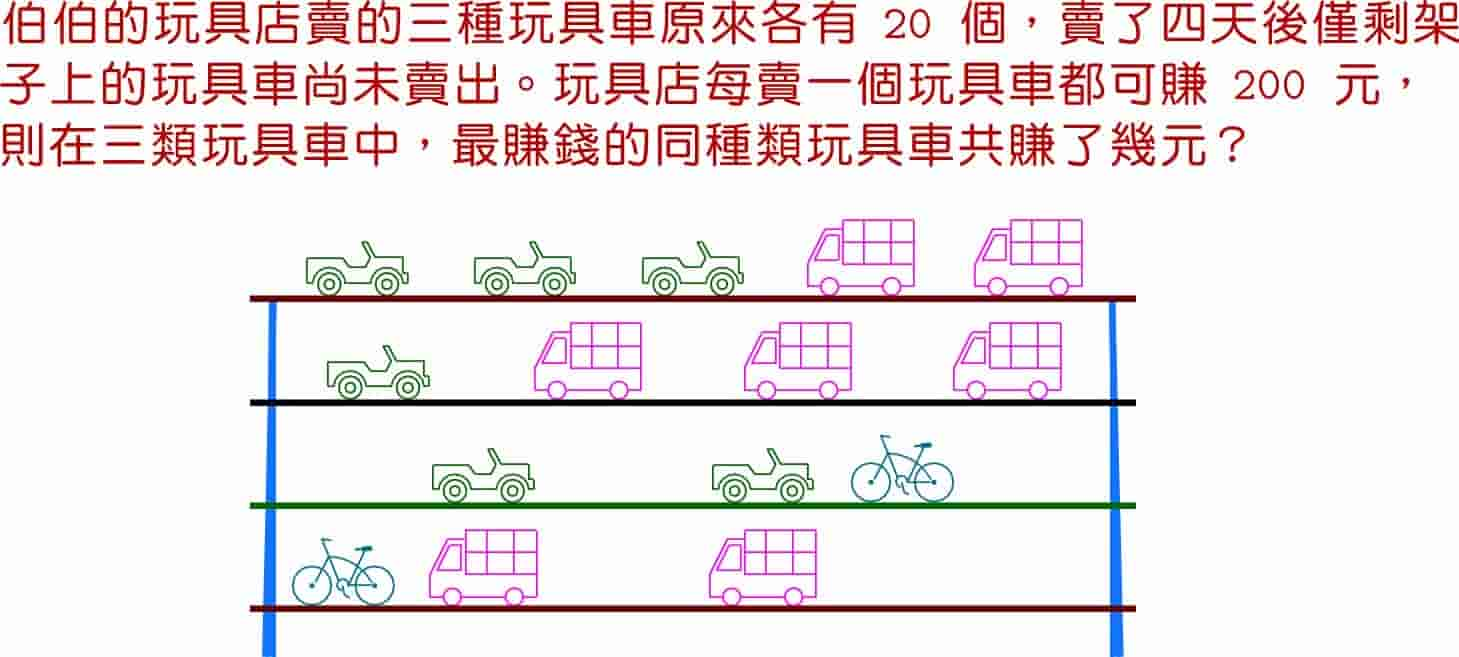 伯伯的玩具店賣的三種玩具車原來各有 20 個，賣了四天後僅剩架
子上的玩具車尚未賣出。玩具店每賣一個玩具車都可賺 200 元，
則在三類玩具車中，最賺錢的同種類玩具車共賺了幾元？